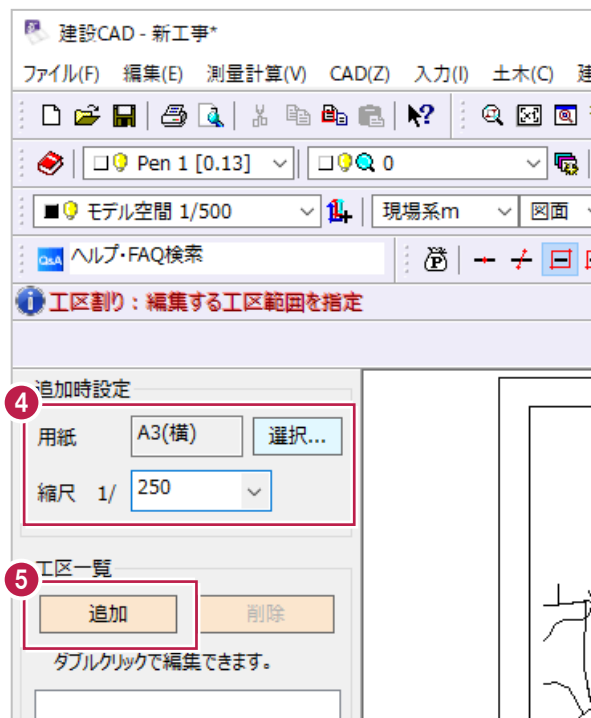 建設CAD - 新工事*
ファイル(F) 編集(E) 測量計算(V) CAD(Z) 入力(I) 土木(C) 建
Pen 1 [0.13] 0
モデル空間 1/500 現場系m 図面
Q&A ヘルプ・FAQ検索 P
工区割り：編集する工区範囲を指定
追加時設定
4
用紙 A3(横) 選択...
縮尺 1/ 250
工区一覧
5
追加 削除
ダブルクリックで編集できます。